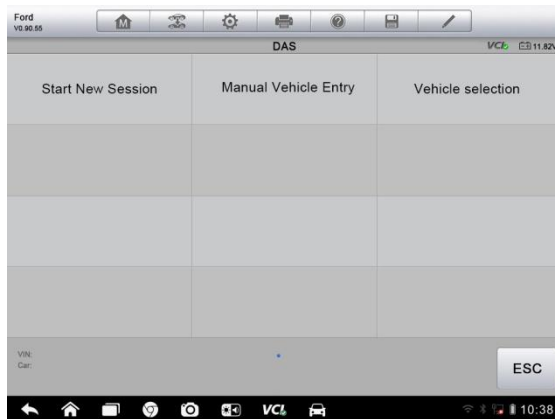 Ford
V0.90.55
M
DAS
VCI
11.82V
Start New Session
Manual Vehicle Entry
Vehicle selection
VIN:
Car:
ESC
VCI
10:38